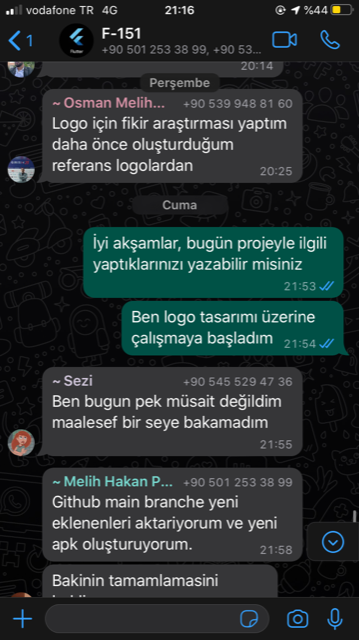 vodafone TR 4G 21:16 %44
1 F-151
+90 501 253 38 99, +90 53...
Flutter
20:14
Perşembe
~ Osman Melih... +90 539 948 81 60
Logo için fikir araştırması yaptım
daha önce oluşturduğum
referans logolardan
20:25
Cuma
İyi akşamlar, bugün projeyle ilgili
yaptıklarınızı yazabilir misiniz
21:53
Ben logo tasarımı üzerine
çalışmaya başladım 21:54
~ Sezi +90 545 529 47 36
Ben bugun pek müsait değildim
maalesef bir seye bakamadım
21:55
~ Melih Hakan P... +90 501 253 38 99
Github main branche yeni
eklenenleri aktariyorum ve yeni
apk oluşturuyorum.
21:58
Bakinin tamamlamasini